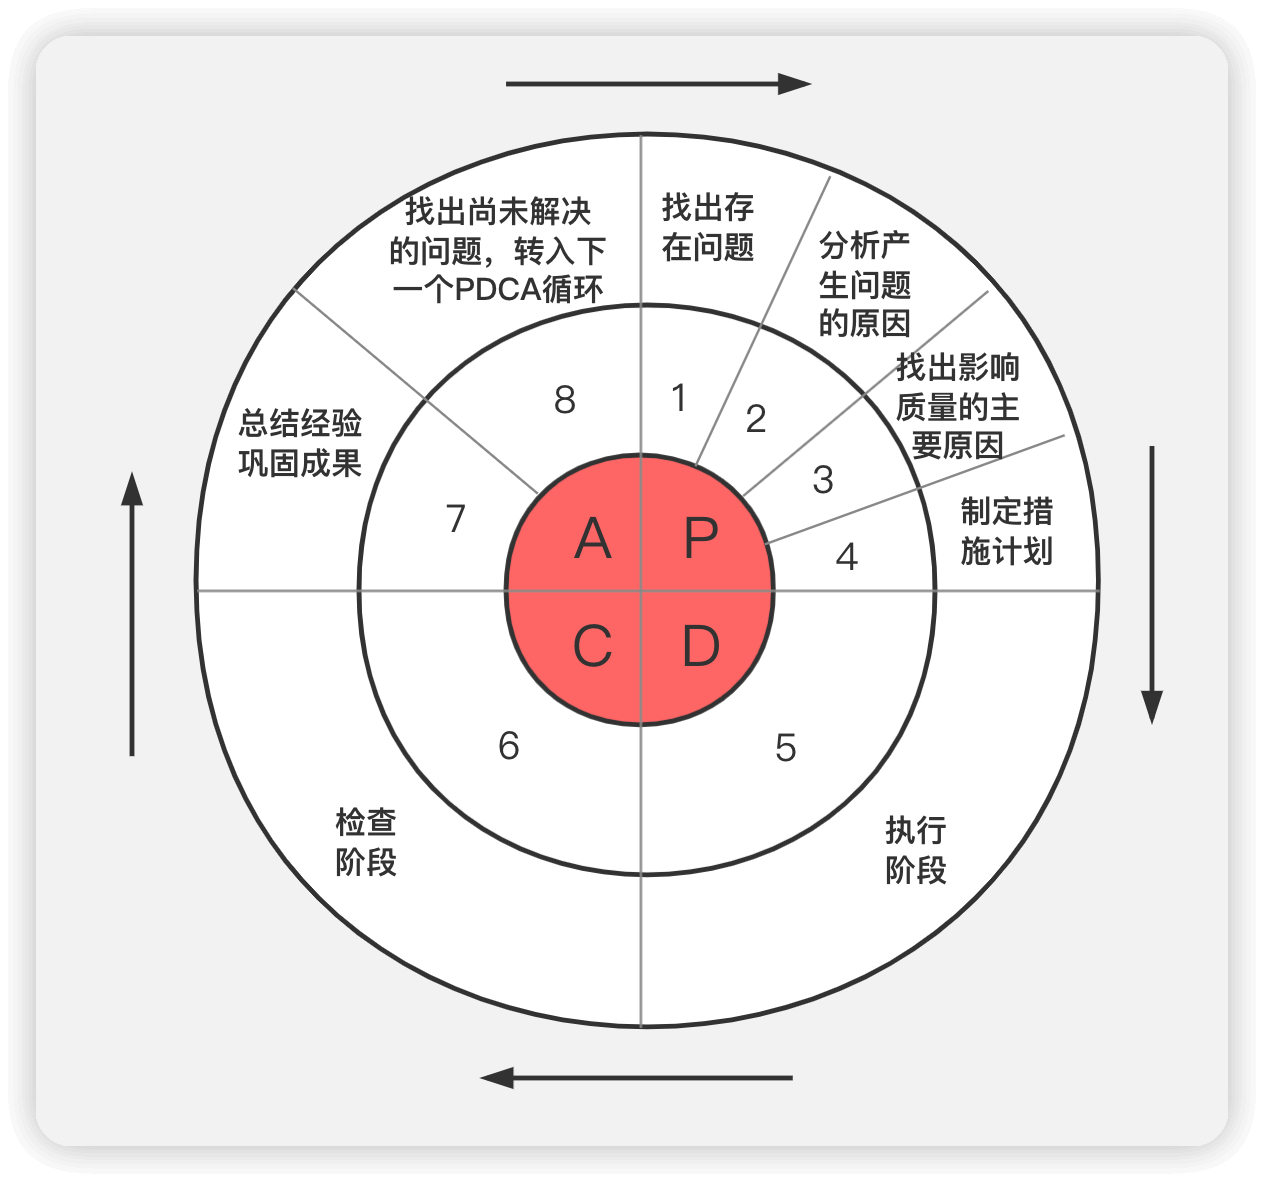 找出尚未解决
的问题，转入下
一个PDCA循环
找出存
在问题
分析产
生问题
的原因
找出影响
质量的主
要原因
制定措
施计划
总结经验
巩固成果
8
1
2
3
4
7
A
P
C
D
6
5
检查
阶段
执行
阶段